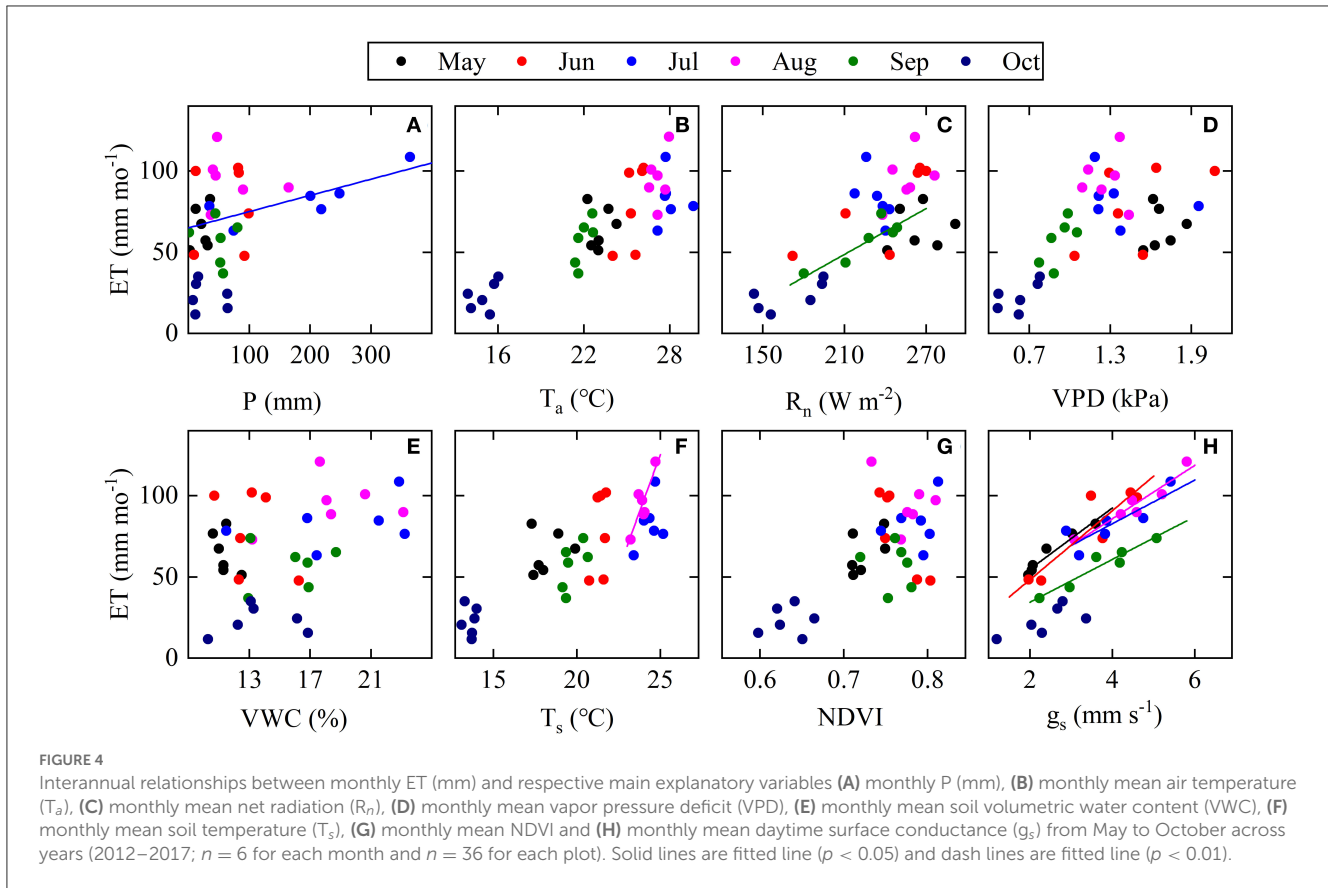 May Jun Jul Aug Sep Oct
A B C D
100
50
0
ET (mm mo⁻¹)
100 200 300
16 22 28
150 210 270
0.7 1.3 1.9
P (mm) Tₐ (°C) Rₙ (W m⁻²) VPD (kPa)
E F G H
100
50
0
ET (mm mo⁻¹)
13 17 21
15 20 25
0.6 0.7 0.8
2 4 6
VWC (%) Tₛ (°C) NDVI gₛ (mm s⁻¹)
FIGURE 4
Interannual relationships between monthly ET (mm) and respective main explanatory variables (A) monthly P (mm), (B) monthly mean air temperature
(Tₐ), (C) monthly mean net radiation (Rₙ), (D) monthly mean vapor pressure deficit (VPD), (E) monthly mean soil volumetric water content (VWC), (F)
monthly mean soil temperature (Tₛ), (G) monthly mean NDVI and (H) monthly mean daytime surface conductance (gₛ) from May to October across
years (2012–2017; n = 6 for each month and n = 36 for each plot). Solid lines are fitted line (p < 0.05) and dash lines are fitted line (p < 0.01).